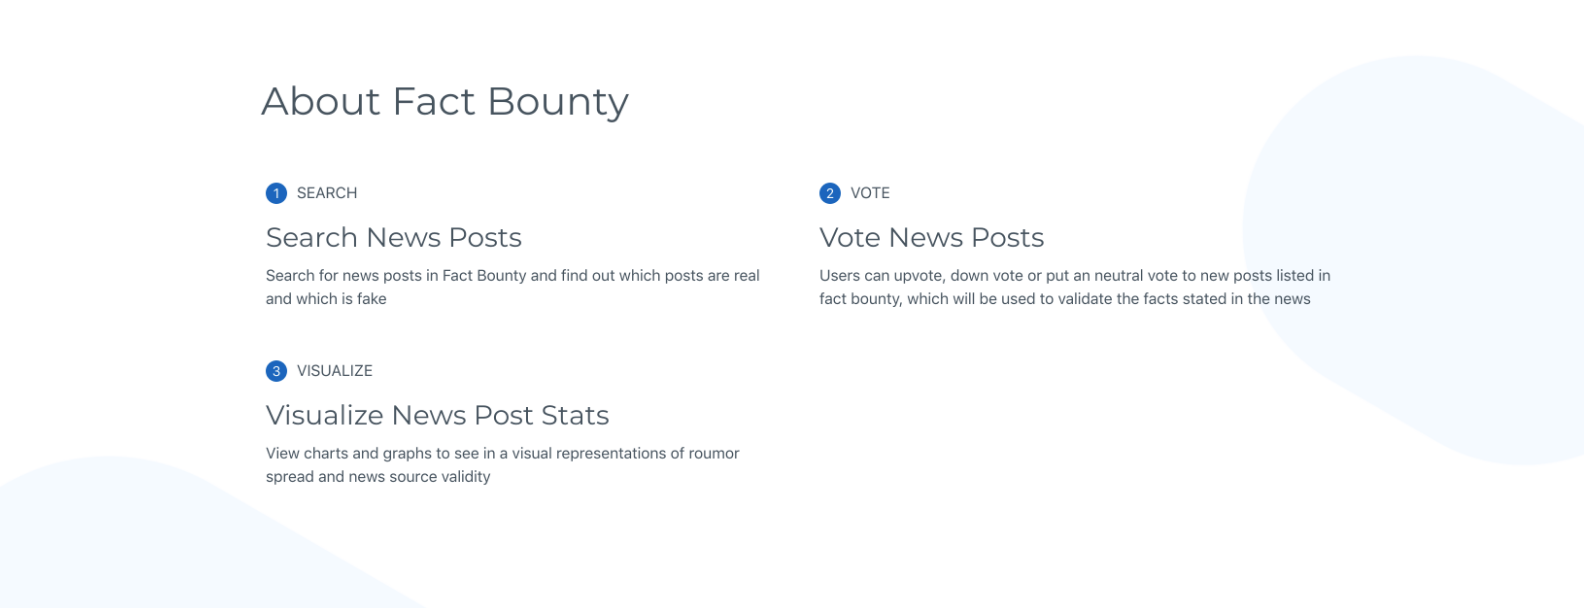 About Fact Bounty
1 SEARCH
Search News Posts
Search for news posts in Fact Bounty and find out which posts are real
and which is fake
2 VOTE
Vote News Posts
Users can upvote, down vote or put an neutral vote to new posts listed in
fact bounty, which will be used to validate the facts stated in the news
3 VISUALIZE
Visualize News Post Stats
View charts and graphs to see in a visual representations of roumor
spread and news source validity